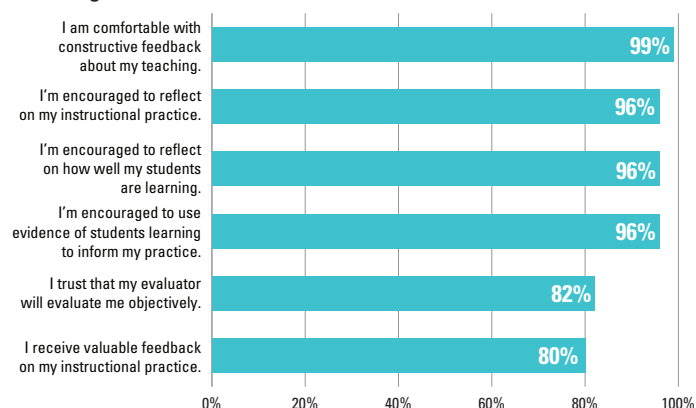 I am comfortable with
constructive feedback
about my teaching.
99%
I'm encouraged to reflect
on my instructional practice.
96%
I'm encouraged to reflect
on how well my students
are learning.
96%
I'm encouraged to use
evidence of students learning
to inform my practice.
96%
I trust that my evaluator
will evaluate me objectively.
82%
I receive valuable feedback
on my instructional practice.
80%
0% 20% 40% 60% 80% 100%